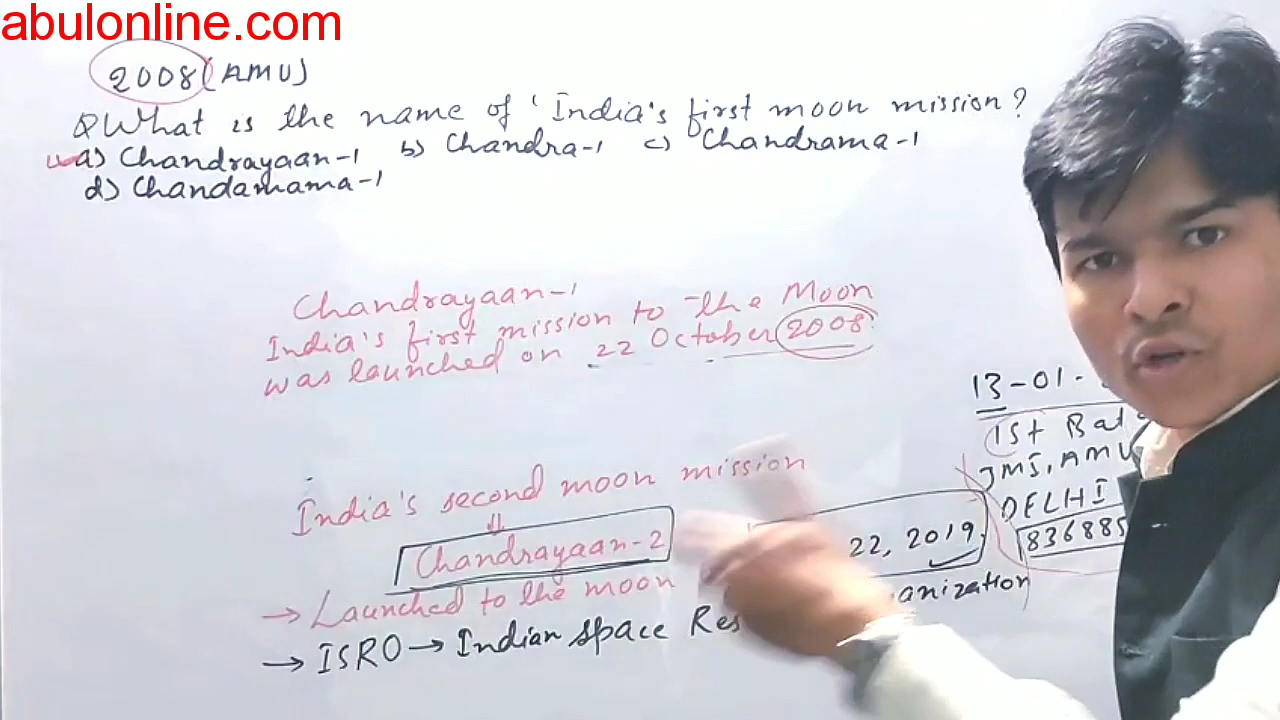 abulonline.com
2008 (AMU)
Q What is the name of 'India's first moon mission?
a) Chandrayaan-1 b) Chandra-1 c) Chandrama-1
d) Chandamama-1
Chandrayaan-1
India's first mission to the Moon
was launched on 22 October 2008.
India's second moon mission
⇓
Chandrayaan-2
→ Launched to the moon 22, 2019.
→ ISRO → Indian space Res anization
13-01-
1st Bat
JMI, AMU
DELHI
836885